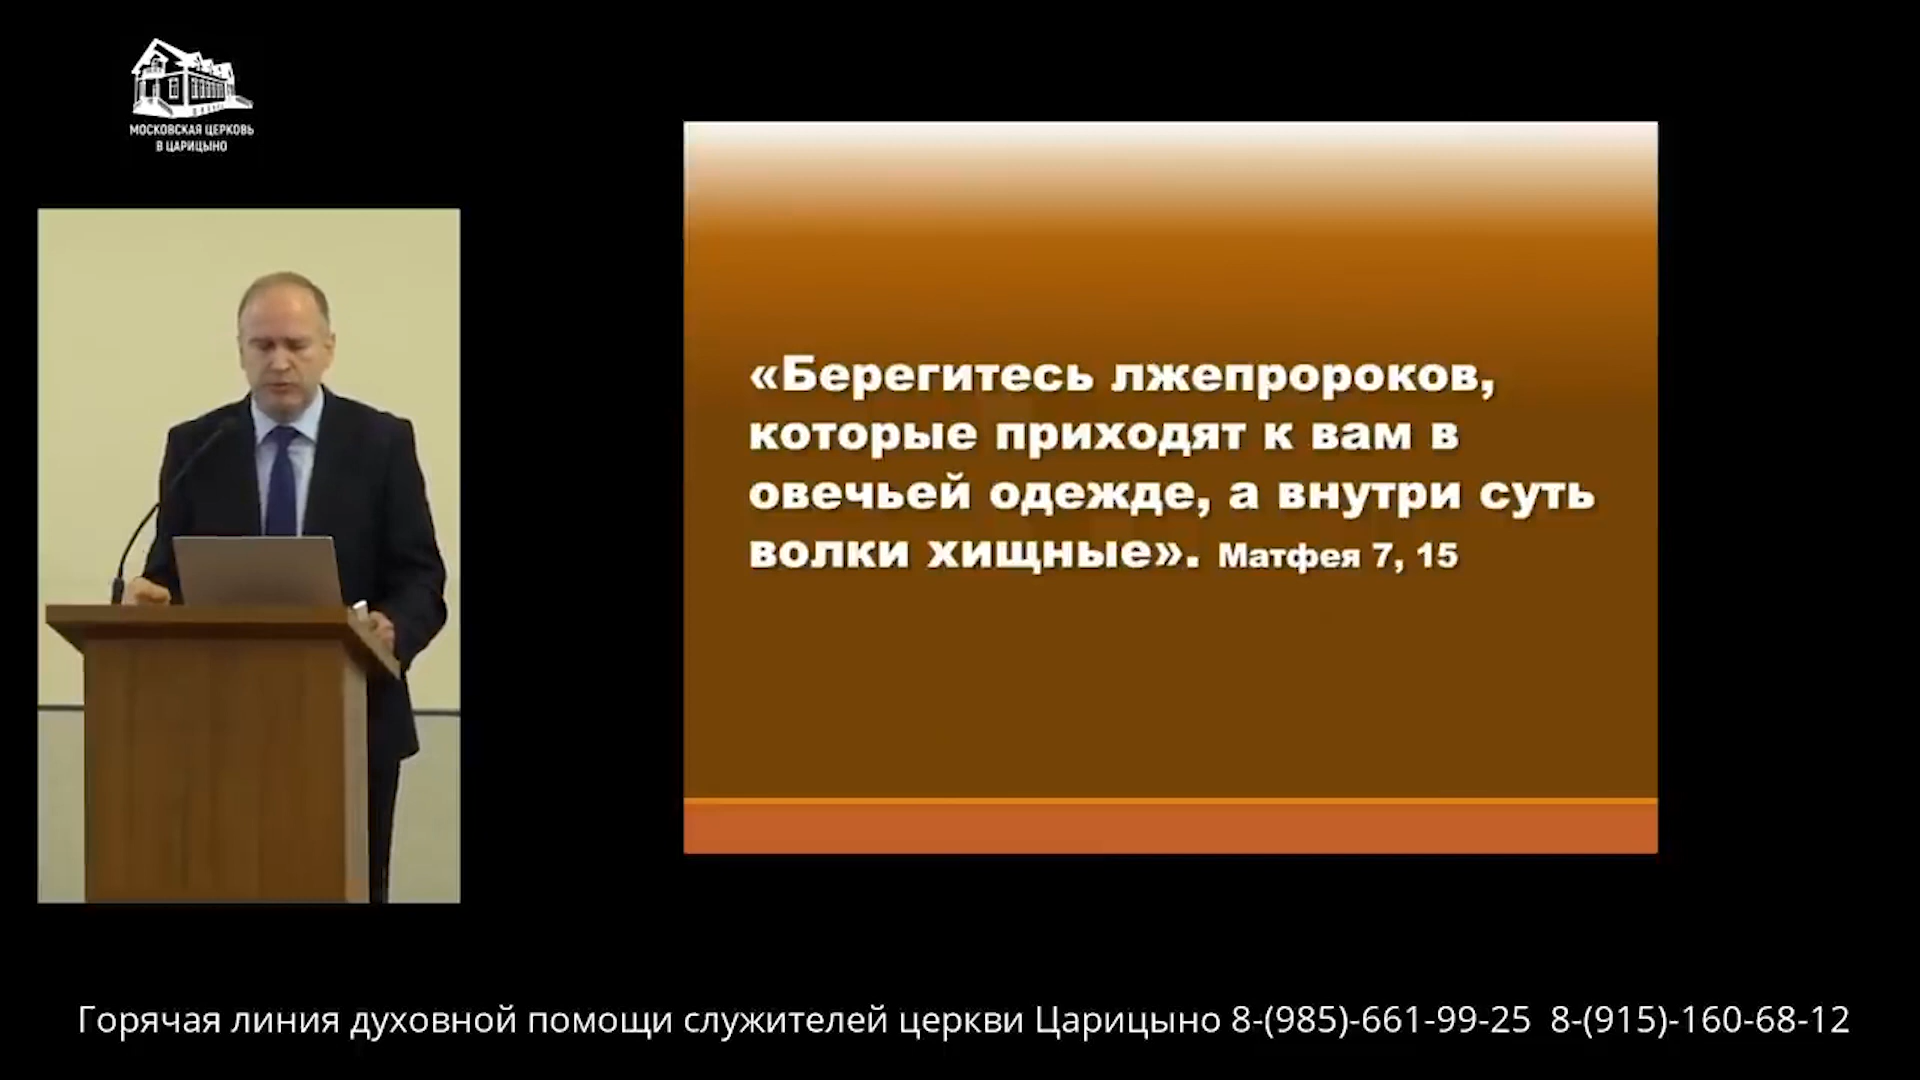 МОСКОВСКАЯ ЦЕРКОВЬ
В ЦАРИЦЫНО
«Берегитесь лжепророков,
которые приходят к вам в
овечьей одежде, а внутри суть
волки хищные». Матфея 7, 15
Горячая линия духовной помощи служителей церкви Царицыно 8-(985)-661-99-25 8-(915)-160-68-12